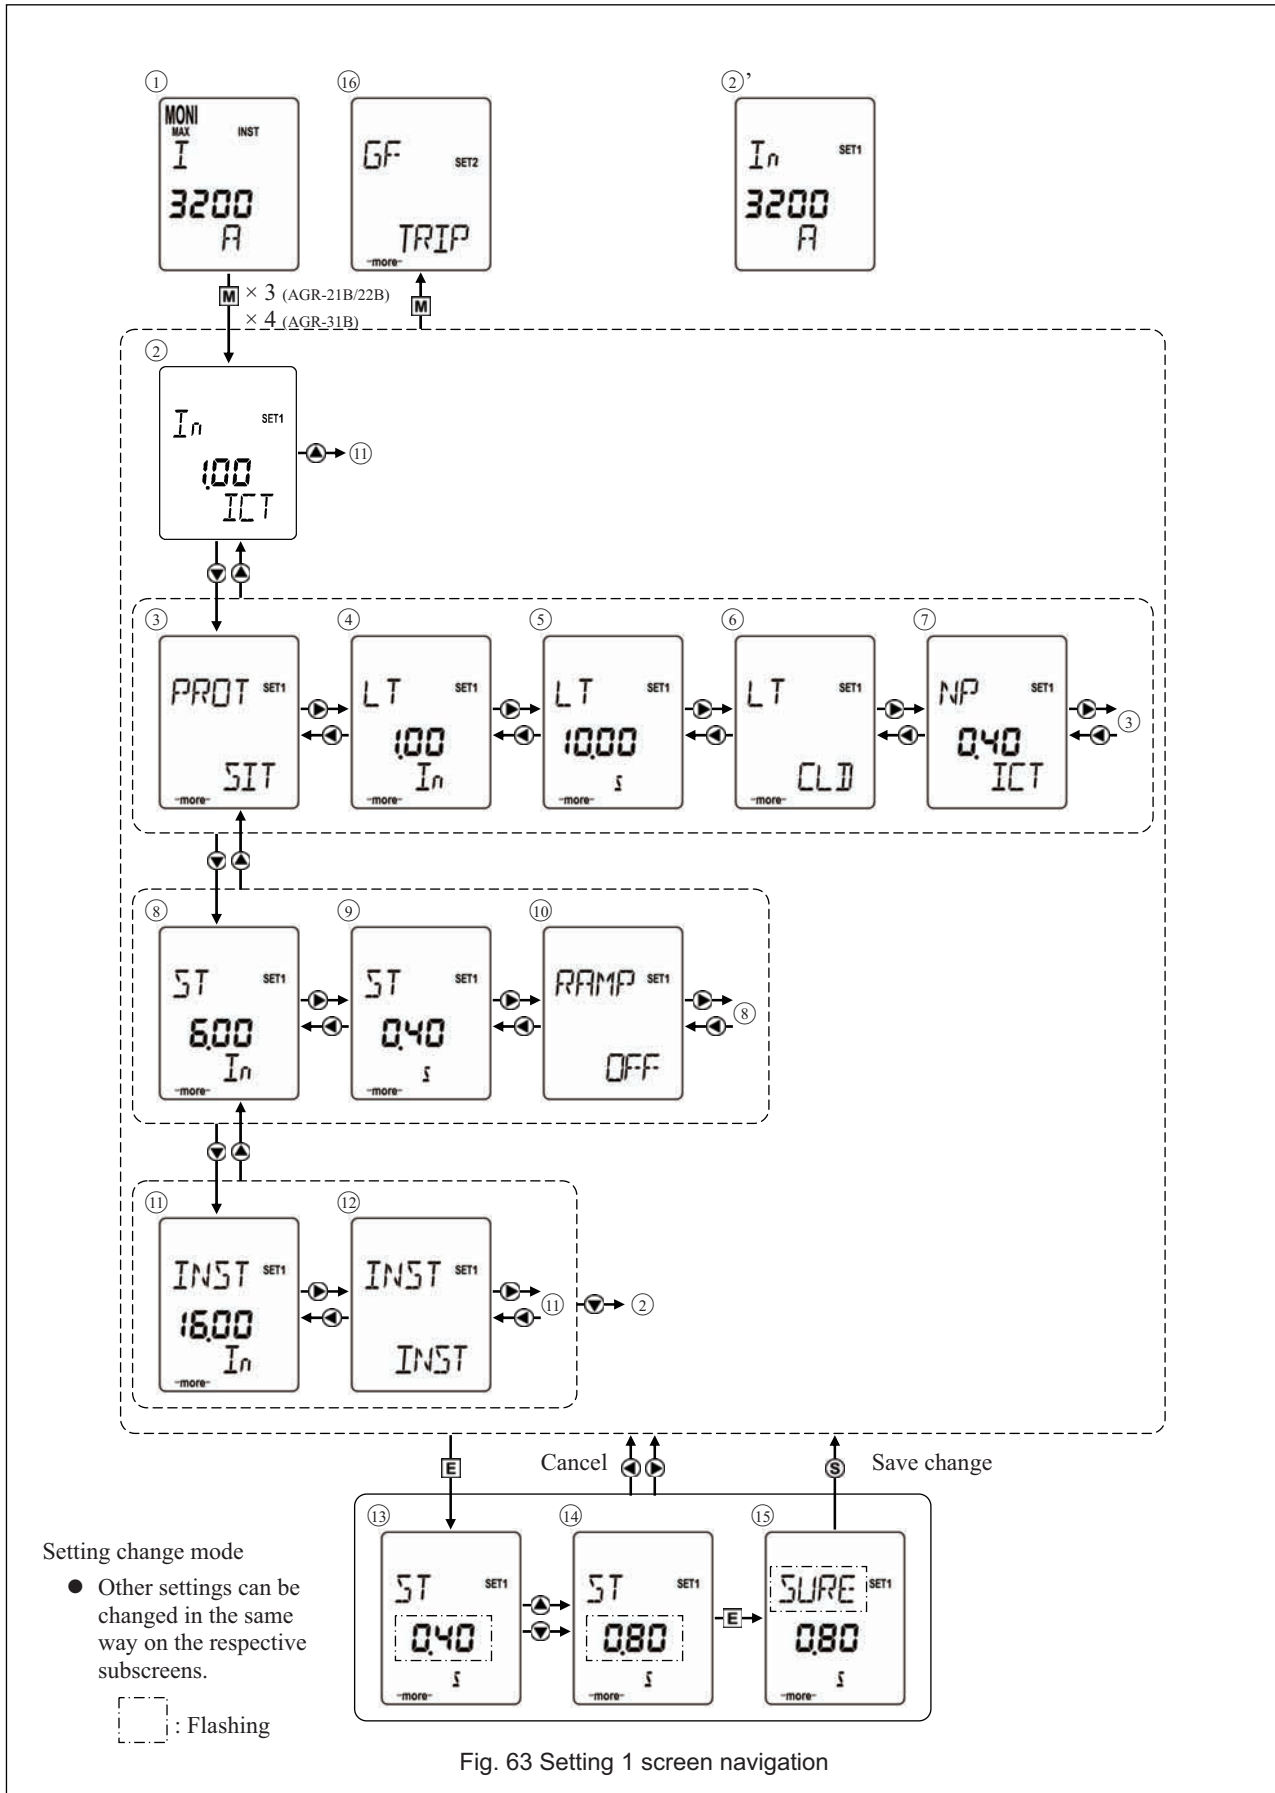 ① ⑯ ②’
MONI
MAX INST
I
3200
A
GF SET2
TRIP
-more-
In SET1
3200
A
M × 3 (AGR-21B/22B)
× 4 (AGR-31B)
M
②
In SET1
1.00
ICT
⑪
③ ④ ⑤ ⑥ ⑦
PROT SET1
SIT
-more-
LT SET1
1.00
In
-more-
LT SET1
10.00
s
-more-
LT SET1
CLD
-more-
NP SET1
0.40
ICT
③
⑧ ⑨ ⑩
ST SET1
6.00
In
-more-
ST SET1
0.40
s
-more-
RAMP SET1
OFF
⑧
⑪ ⑫
INST SET1
16.00
In
-more-
INST SET1
INST
⑪ ②
E Cancel S Save change
⑬ ⑭ ⑮
ST SET1
0.40
s
-more-
ST SET1
0.80
s
-more-
E
SURE SET1
0.80
s
-more-
Setting change mode
● Other settings can be
changed in the same
way on the respective
subscreens.
: Flashing
Fig. 63 Setting 1 screen navigation